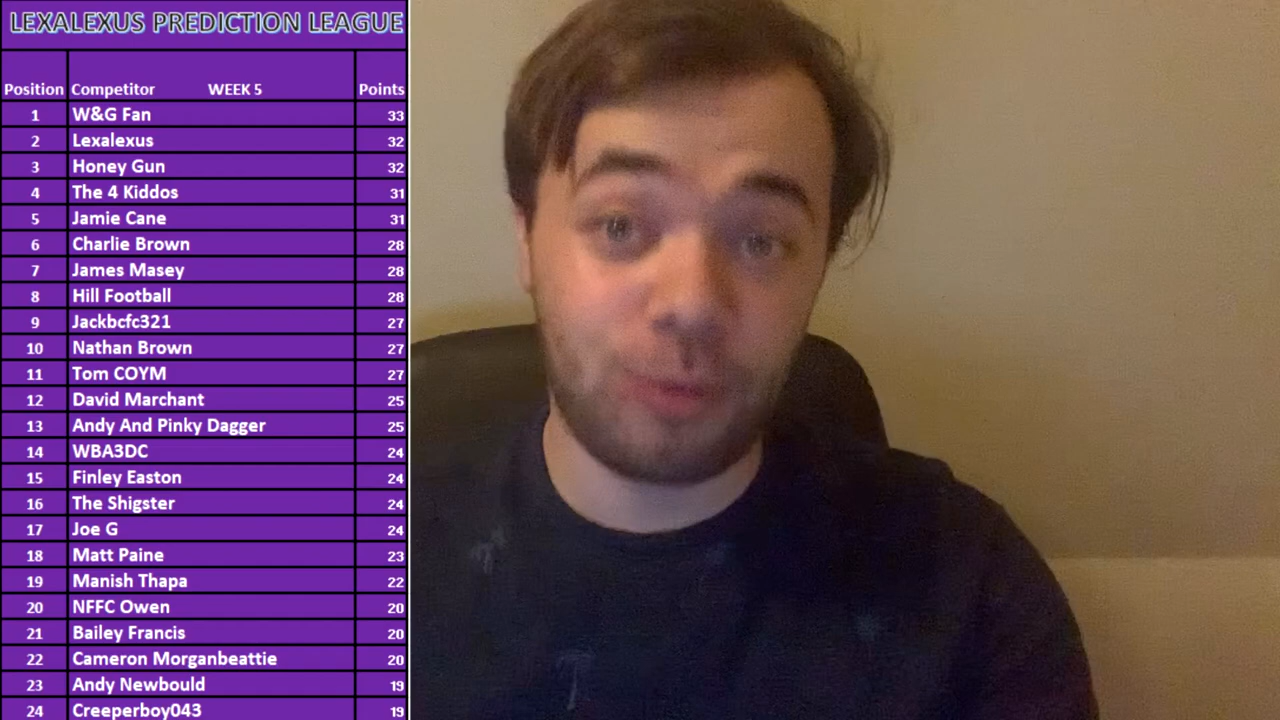 LEXALEXUS PREDICTION LEAGUE
Position Competitor WEEK 5 Points
1 W&G Fan 33
2 Lexalexus 32
3 Honey Gun 32
4 The 4 Kiddos 31
5 Jamie Cane 31
6 Charlie Brown 28
7 James Masey 28
8 Hill Football 28
9 Jackbcfc321 27
10 Nathan Brown 27
11 Tom COYM 27
12 David Marchant 25
13 Andy And Pinky Dagger 25
14 WBA3DC 24
15 Finley Easton 24
16 The Shigster 24
17 Joe G 24
18 Matt Paine 23
19 Manish Thapa 22
20 NFFC Owen 20
21 Bailey Francis 20
22 Cameron Morganbeattie 20
23 Andy Newbould 19
24 Creeperboy043 19